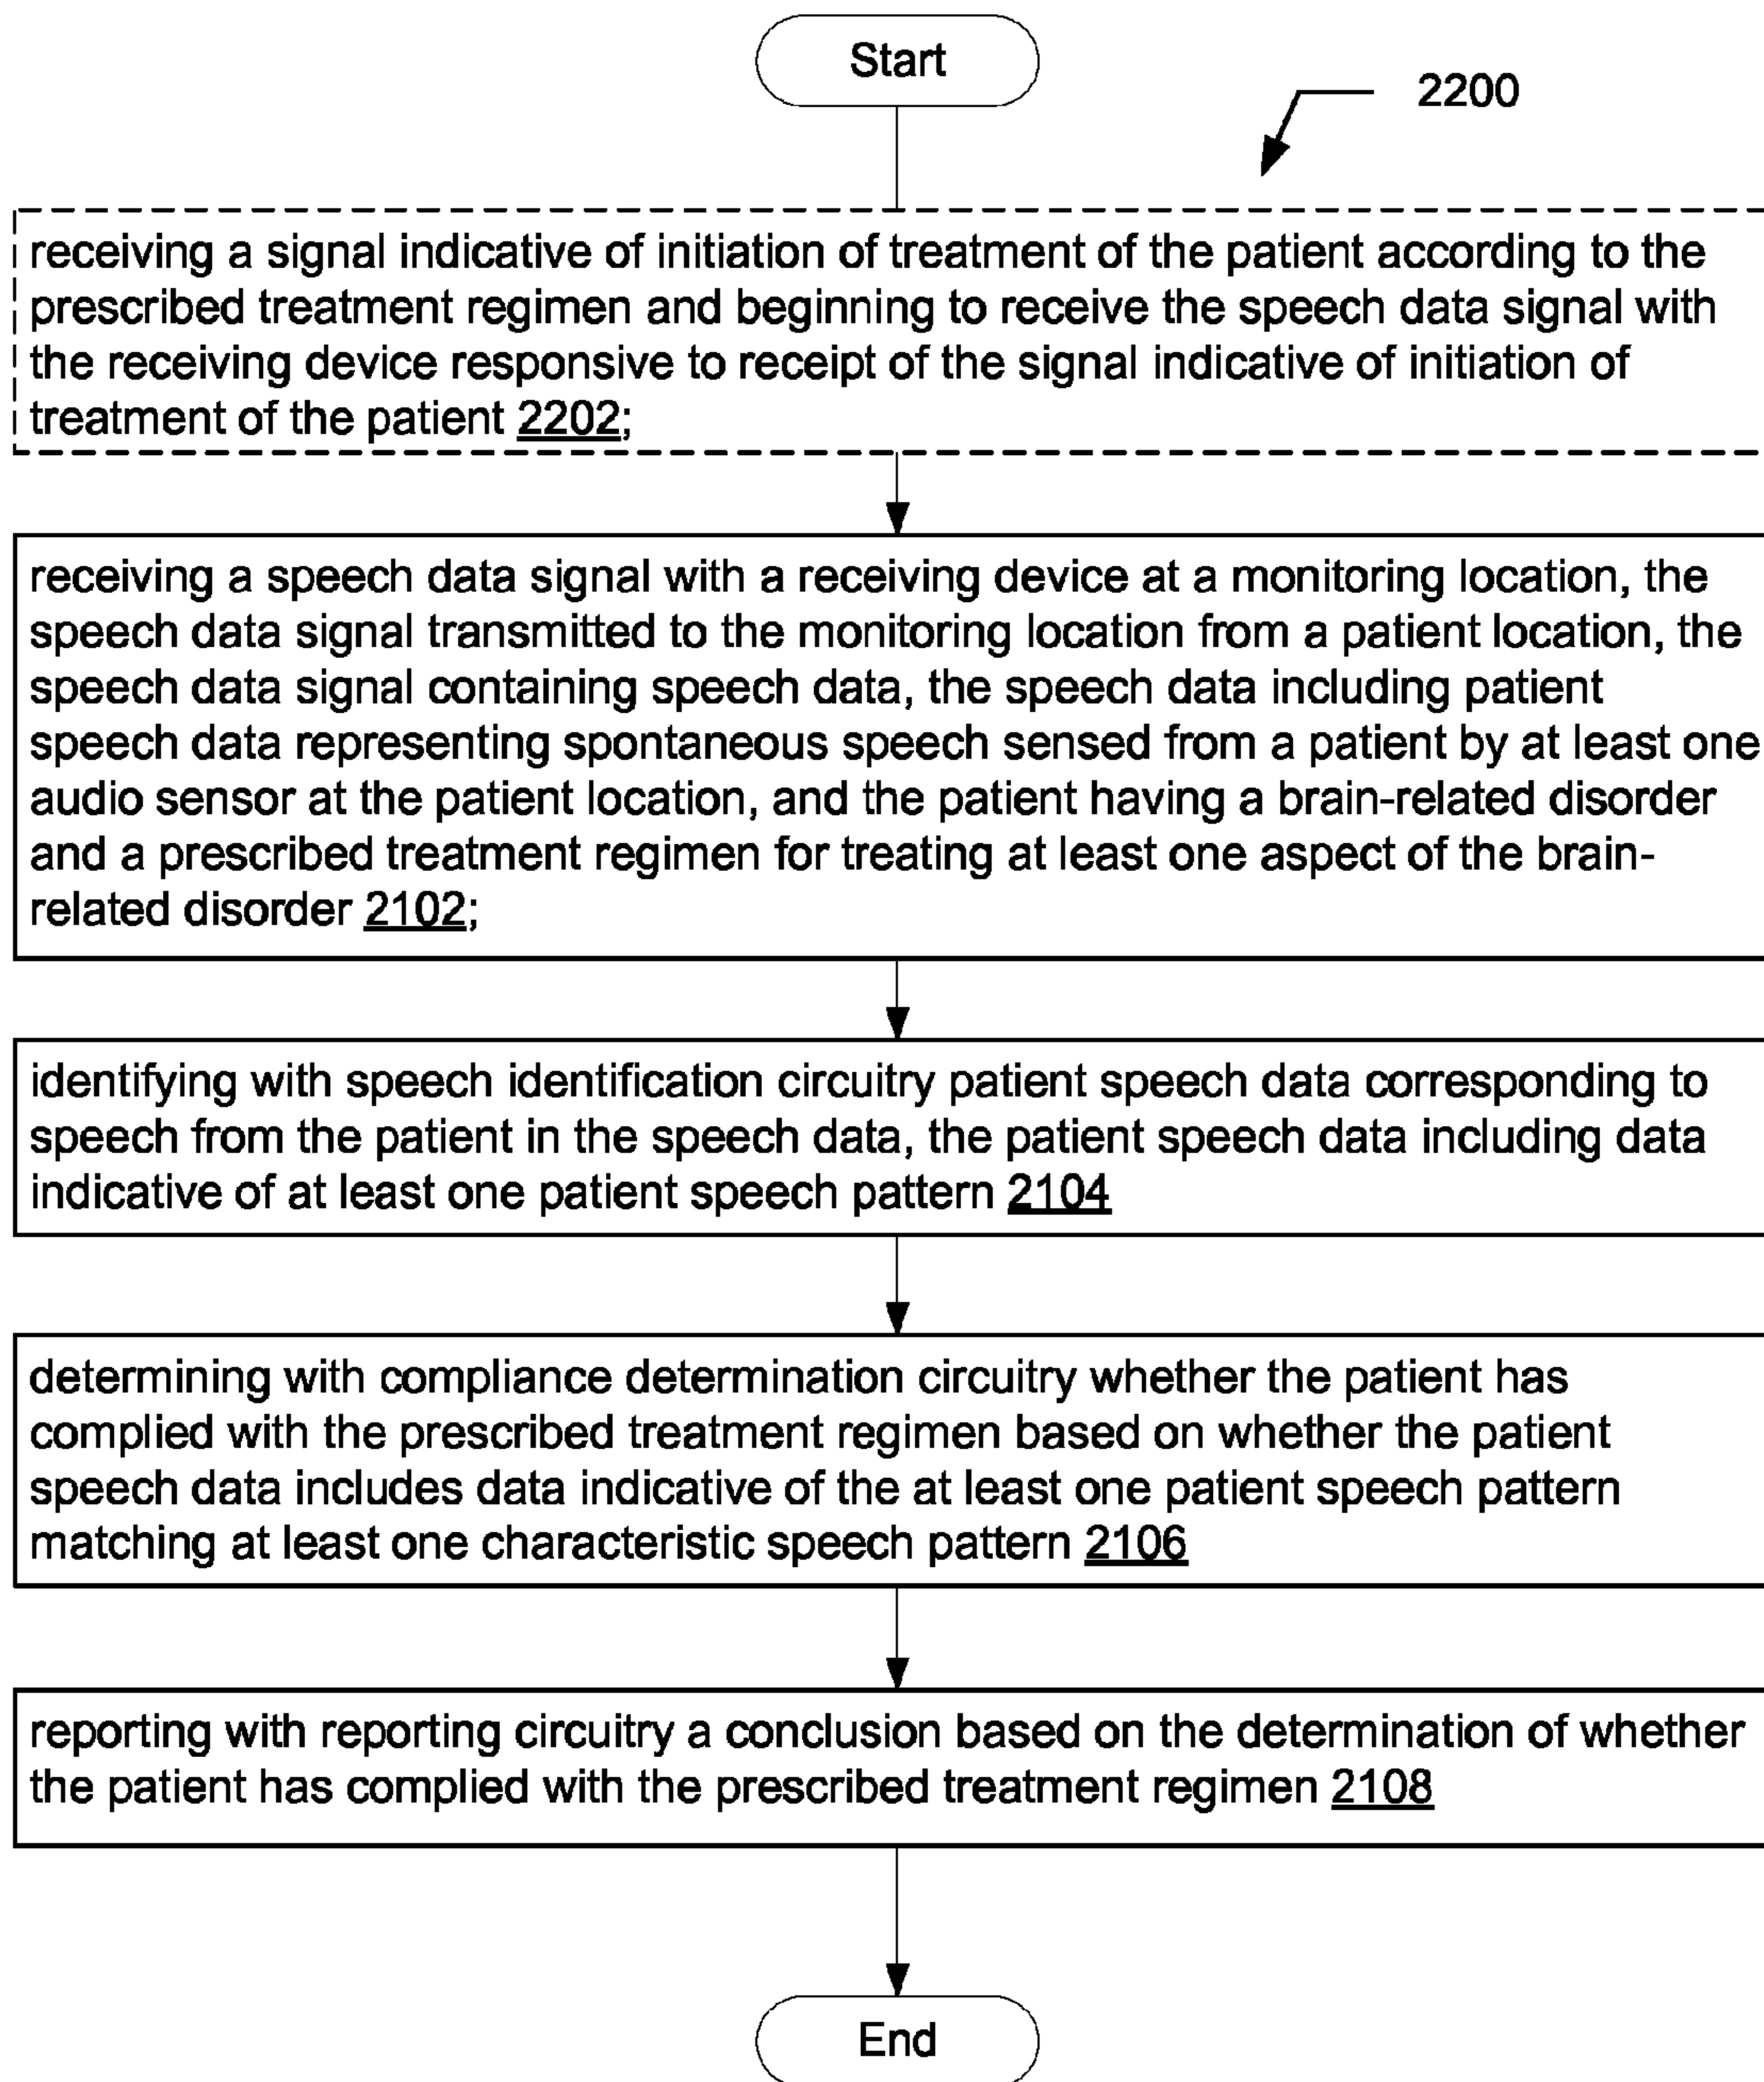 Start
2200
receiving a signal indicative of initiation of treatment of the patient according to the
prescribed treatment regimen and beginning to receive the speech data signal with
the receiving device responsive to receipt of the signal indicative of initiation of
treatment of the patient 2202;
receiving a speech data signal with a receiving device at a monitoring location, the
speech data signal transmitted to the monitoring location from a patient location, the
speech data signal containing speech data, the speech data including patient
speech data representing spontaneous speech sensed from a patient by at least one
audio sensor at the patient location, and the patient having a brain-related disorder
and a prescribed treatment regimen for treating at least one aspect of the brain-
related disorder 2102;
identifying with speech identification circuitry patient speech data corresponding to
speech from the patient in the speech data, the patient speech data including data
indicative of at least one patient speech pattern 2104
determining with compliance determination circuitry whether the patient has
complied with the prescribed treatment regimen based on whether the patient
speech data includes data indicative of the at least one patient speech pattern
matching at least one characteristic speech pattern 2106
reporting with reporting circuitry a conclusion based on the determination of whether
the patient has complied with the prescribed treatment regimen 2108
End